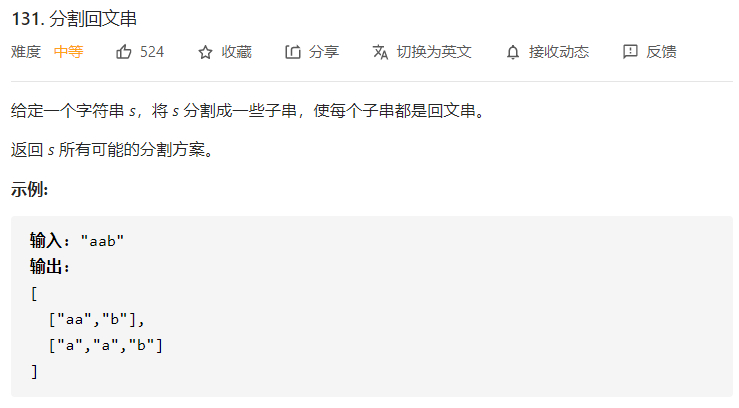 131. 分割回文串
难度 中等 524 收藏 分享 切换为英文 接收动态 反馈
给定一个字符串 s，将 s 分割成一些子串，使每个子串都是回文串。
返回 s 所有可能的分割方案。
示例:
输入: "aab"
输出:
[
  ["aa","b"],
  ["a","a","b"]
]